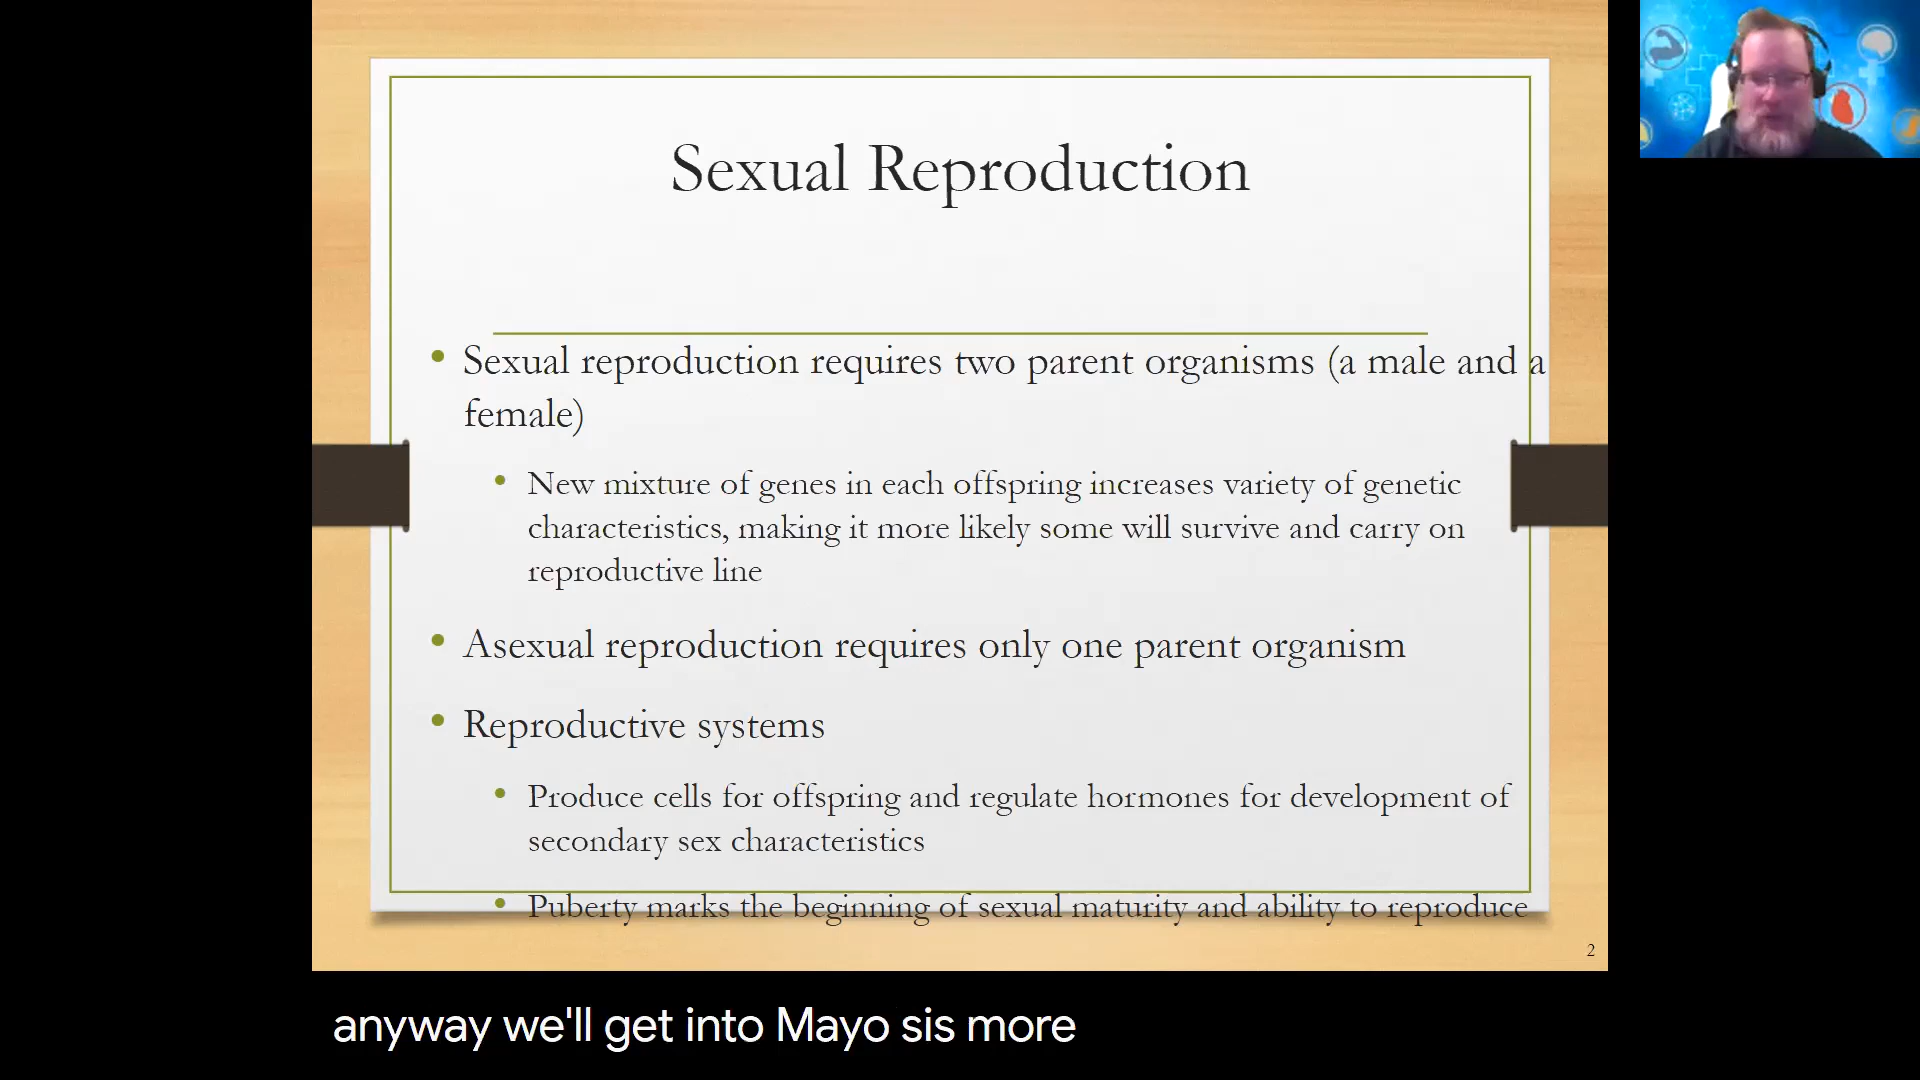 Sexual Reproduction
• Sexual reproduction requires two parent organisms (a male and a
female)
• New mixture of genes in each offspring increases variety of genetic
characteristics, making it more likely some will survive and carry on
reproductive line
• Asexual reproduction requires only one parent organism
• Reproductive systems
• Produce cells for offspring and regulate hormones for development of
secondary sex characteristics
• Puberty marks the beginning of sexual maturity and ability to reproduce
2
anyway we'll get into Mayo sis more